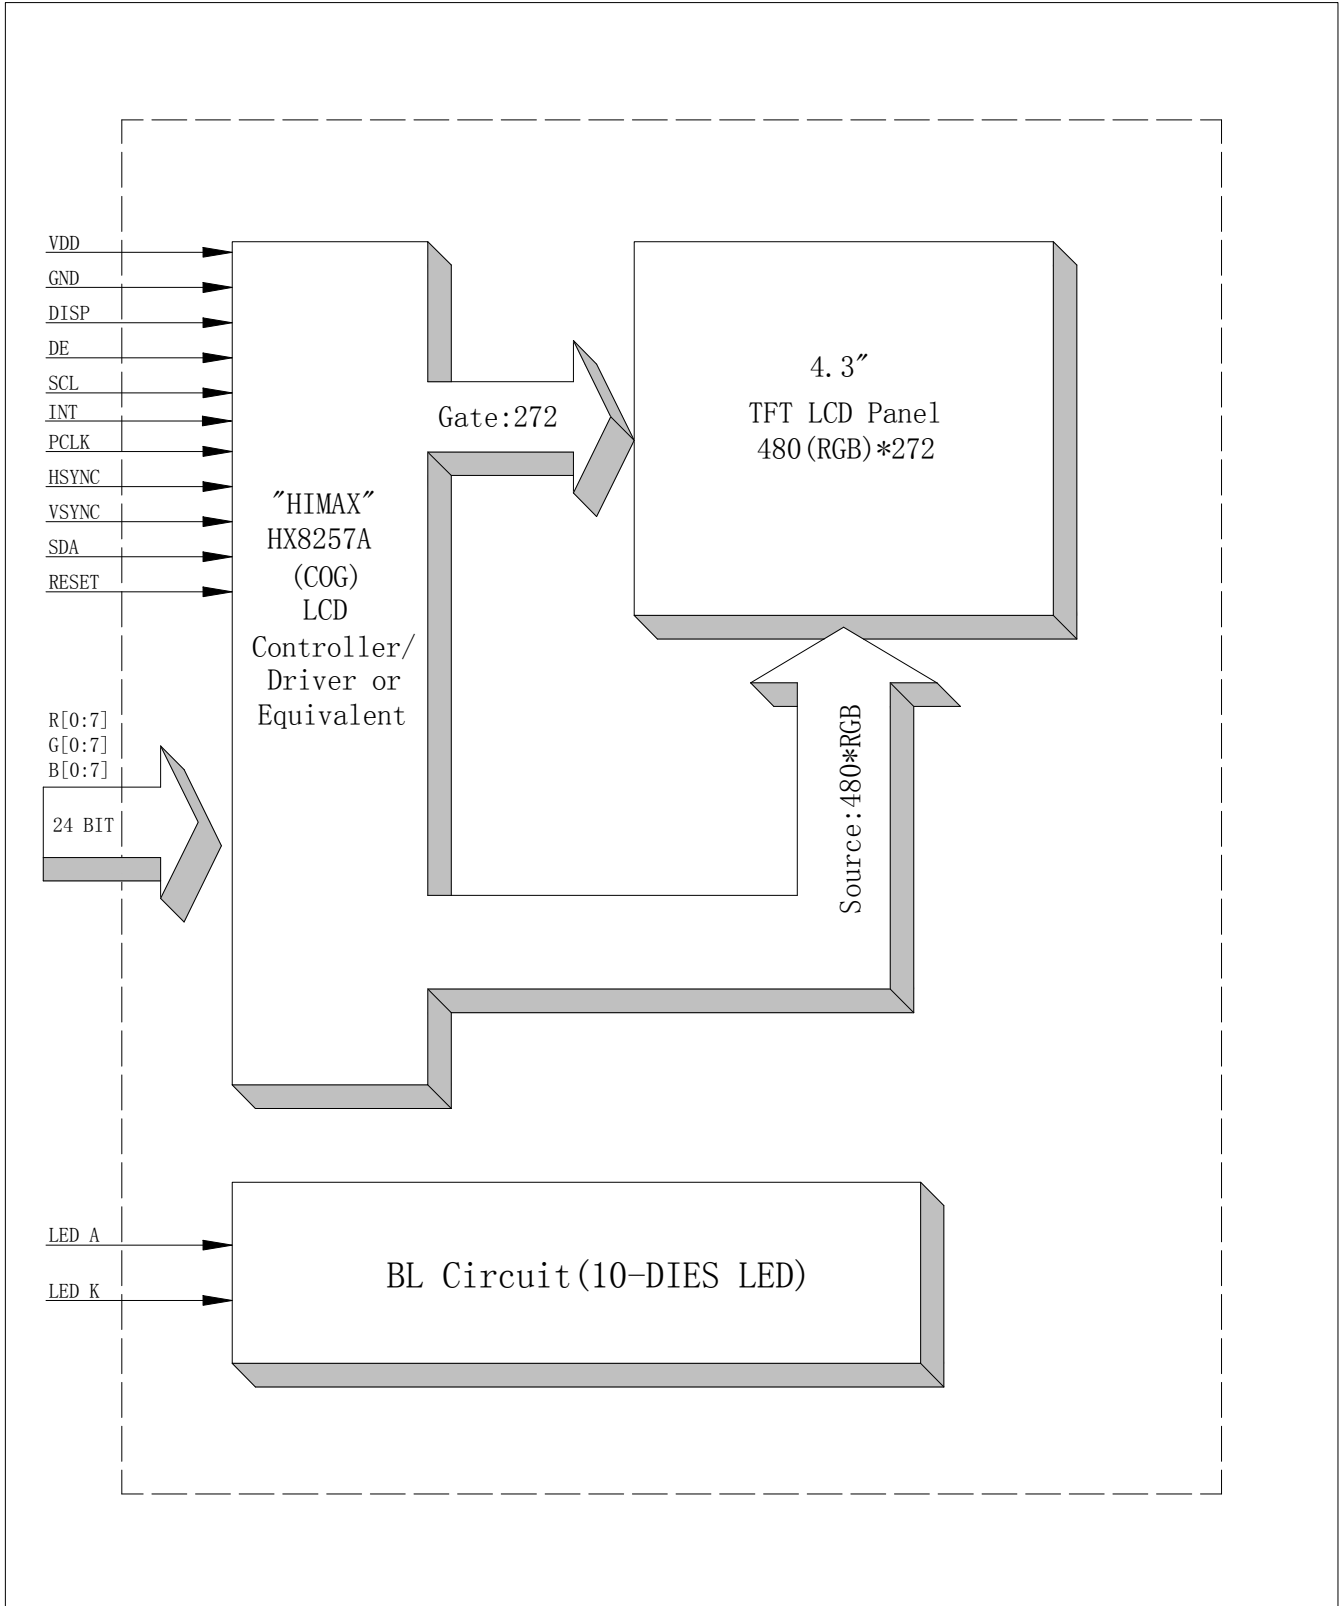 VDD
GND
DISP
DE
SCL
INT
PCLK
HSYNC
VSYNC
SDA
RESET
R[0:7]
G[0:7]
B[0:7]
24 BIT
"HIMAX"
HX8257A
(COG)
LCD
Controller/
Driver or
Equivalent
Gate:272
4.3"
TFT LCD Panel
480(RGB)*272
Source:480*RGB
LED A
LED K
BL Circuit(10-DIES LED)